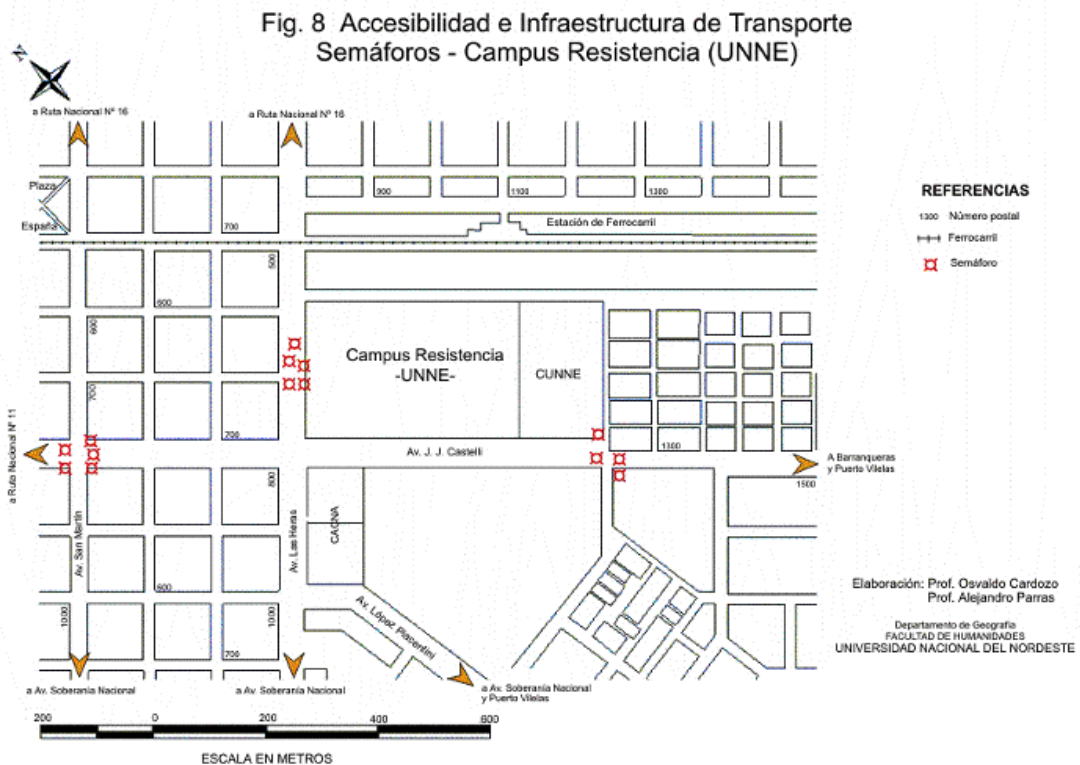 Fig. 8 Accesibilidad e Infraestructura de Transporte
Semáforos - Campus Resistencia (UNNE)
N
a Ruta Nacional Nº 16
a Ruta Nacional Nº 16
Plaza
España
900
1100
1300
700
Estación de Ferrocarril
REFERENCIAS
1300 Número postal
Ferrocarril
Semáforo
500
600
600
Campus Resistencia
-UNNE-
CUNNE
700
700
1300
a Ruta Nacional Nº 11
Av. J. J. Castelli
A Barranqueras
y Puerto Vilelas
800
1500
Av. San Martín
Av. Las Heras
CACNA
600
Av. López Piacentini
1000
1000
700
Elaboración: Prof. Osvaldo Cardozo
Prof. Alejandro Parras
Departamento de Geografía
FACULTAD DE HUMANIDADES
UNIVERSIDAD NACIONAL DEL NORDESTE
a Av. Soberanía Nacional
a Av. Soberanía Nacional
a Av. Soberanía Nacional
y Puerto Vilelas
200 0 200 400 600
ESCALA EN METROS